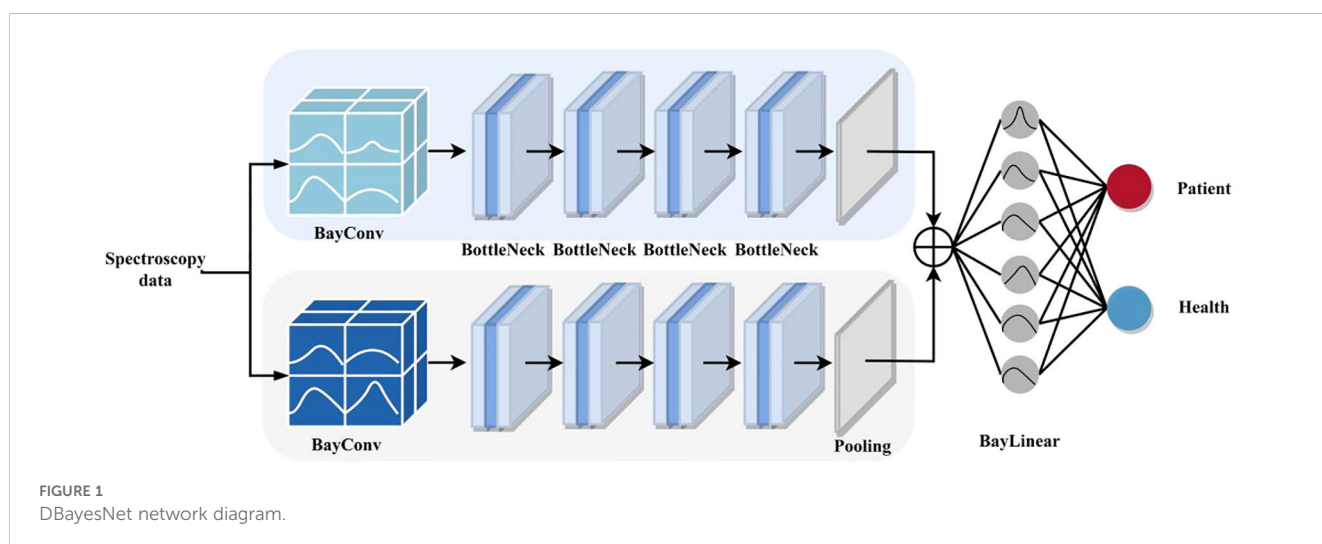 BayConv
BottleNeck BottleNeck BottleNeck BottleNeck
Spectroscopy
data
BayConv
Pooling
BayLinear
Patient
Health
FIGURE 1
DBayesNet network diagram.